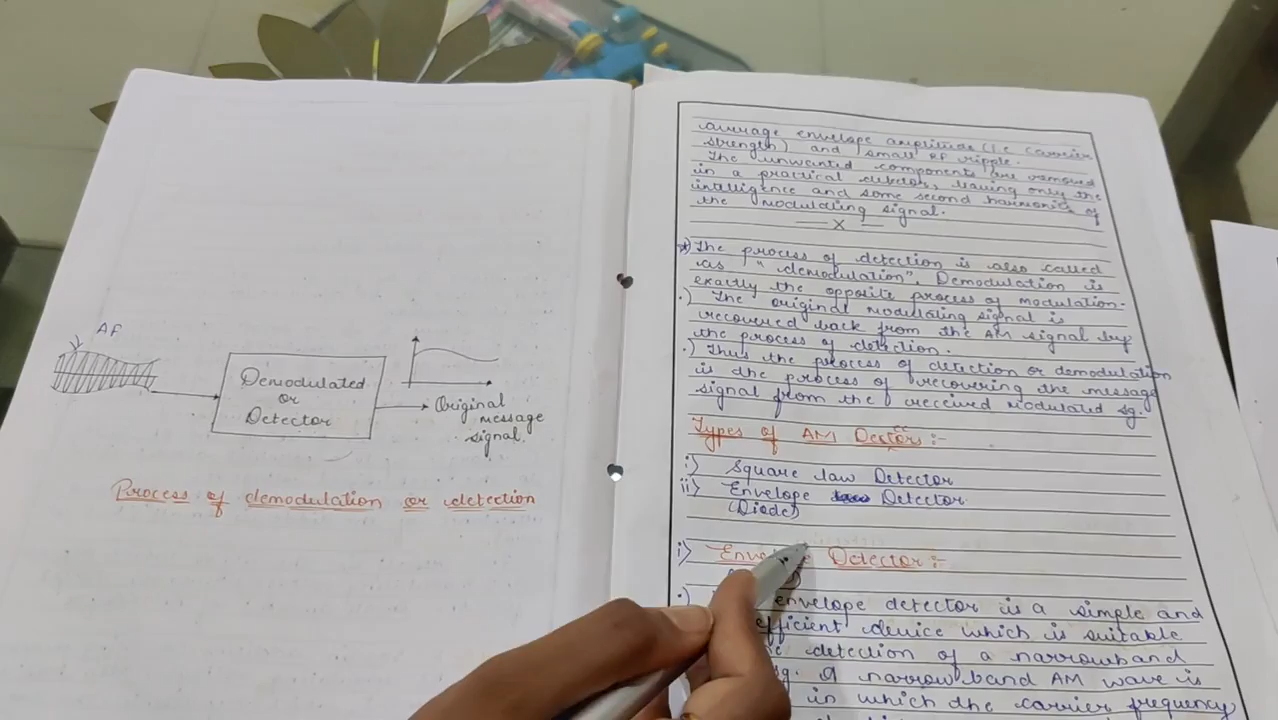 AF
Demodulated
or
Detector
Original
message
signal.
Process of demodulation or detection
average envelope amplitude (i.e carrier
strength) and small RF ripple.
The unwanted components are removed
in a practical detector, leaving only the
intelligence and some second harmonic of
the modulating signal.
— X —
*) The process of detection is also called
as "demodulation". Demodulation is
exactly the opposite process of modulation-
.) The original modulating signal is
recovered back from the AM signal by
the process of detection.
.) Thus the process of detection or demodulation
is the process of recovering the message
signal from the received modulated sg.
Types of AM Dectors :-
i) Square law Detector
ii) Envelope Detector
(Diode)
i) Envelope Detector :-
.) envelope detector is a simple and
efficient device which is suitable
detection of a narrowband
sg. A narrow band AM wave is
in which the carrier frequency